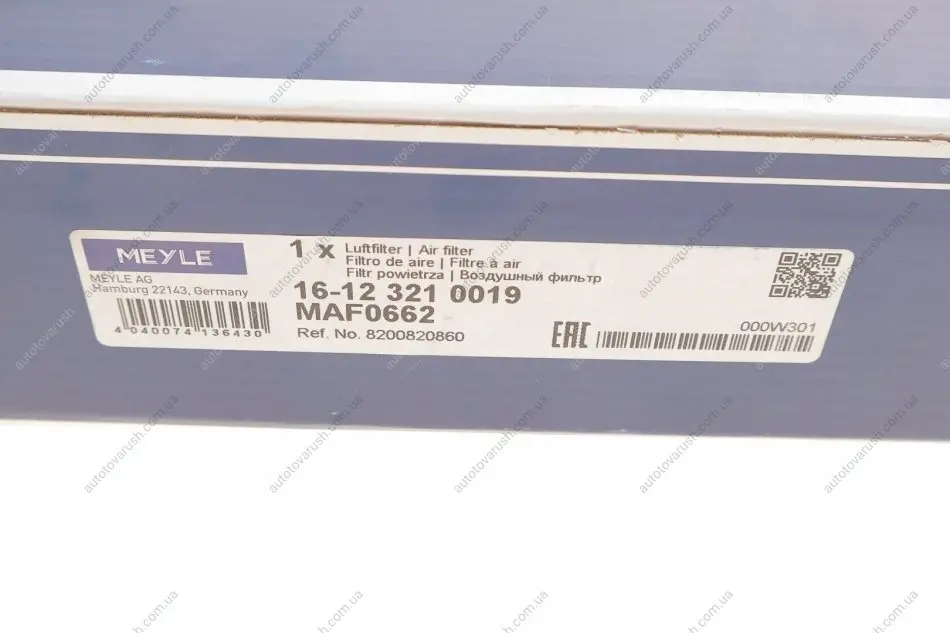 MEYLE
MEYLE AG
Hamburg 22143, Germany
4 040074 136430
1 x
Luftfilter | Air filter
Filtro de aire | Filtre à air
Filtr powietrza | Воздушный фильтр
16-12 321 0019
MAF0662
Ref. No. 8200820860
EAC
000W301
autotovarush.com.ua